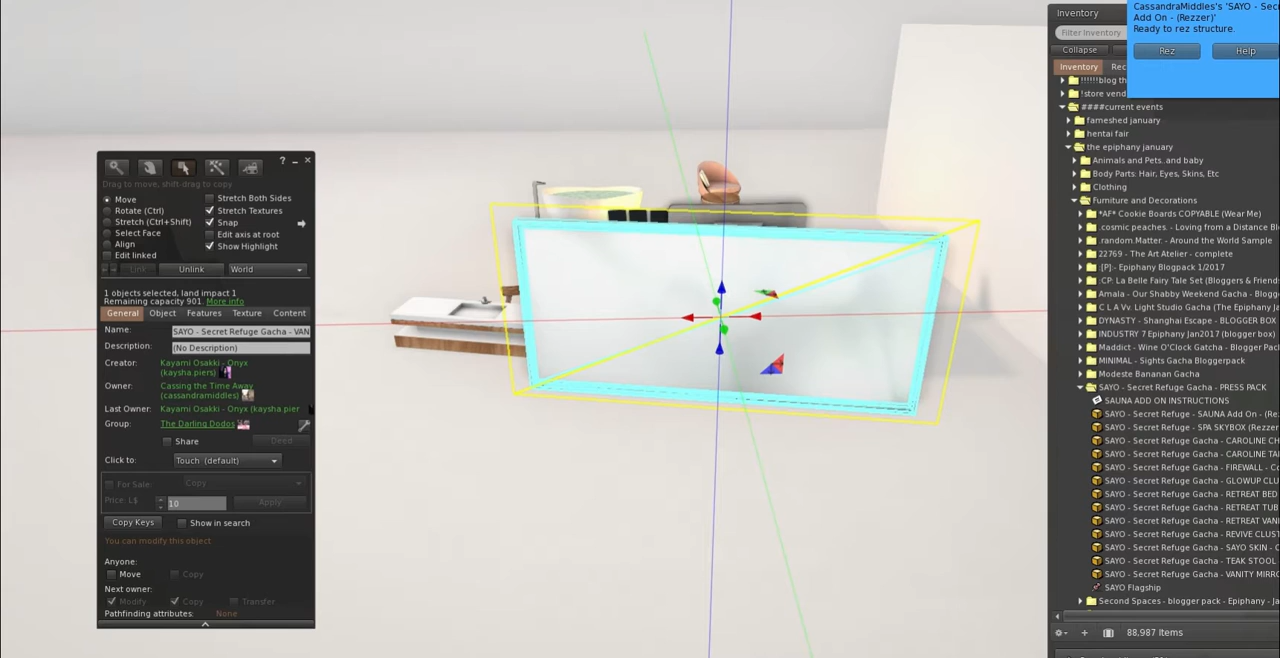 Drag to move, shift-drag to copy
Move
Rotate (Ctrl)
Stretch (Ctrl+Shift)
Select Face
Align
Edit linked
Stretch Both Sides
Stretch Textures
Snap
Edit axis at root
Show Highlight
Link
Unlink
World
1 objects selected, land impact 1
Remaining capacity 901. More info
General Object Features Texture Content
Name: SAYO - Secret Refuge Gacha - VAN
Description: (No Description)
Creator: Kayami Osakki - Onyx
(kaysha.piers)
Owner: Cassing the Time Away
(cassandramiddles)
Last Owner: Kayami Osakki - Onyx (kaysha.pier
Group: The Darling Dodos
Share Deed
Click to: Touch (default)
For Sale: Copy
Price: L$ 10 Apply
Copy Keys Show in search
You can modify this object
Anyone:
Move Copy
Next owner:
Modify Copy Transfer
Pathfinding attributes: None
CassandraMiddles's 'SAYO - Sec
Add On - (Rezzer)'
Ready to rez structure.
Rez Help
Inventory
Filter Inventory
Collapse
Inventory Rec
!!!!!!blog th
!store vend
####current events
fameshed january
hentai fair
the epiphany january
Animals and Pets..and baby
Body Parts: Hair, Eyes, Skins, Etc
Clothing
Furniture and Decorations
*AF* Cookie Boards COPYABLE (Wear Me)
.cosmic peaches. - Loving from a Distance B
.random.Matter. - Around the World Sample
22769 - The Art Atelier - complete
:[P]:- Epiphany Blogpack 1/2017
:CP: La Belle Fairy Tale Set (Bloggers & Friend
Amala - Our Shabby Weekend Gacha - Blogg
C L A Vv. Light Studio Gacha (The Epiphany Ja
DYNASTY - Shanghai Escape - BLOGGER BOX
INDUSTRY 7 Epiphany Jan2017 (blogger box)
Maddict - Wine O'Clock Gatcha - Blogger Pac
MINIMAL - Sights Gacha Bloggerpack
Modeste Bananan Gacha
SAYO - Secret Refuge Gacha - PRESS PACK
SAUNA ADD ON INSTRUCTIONS
SAYO - Secret Refuge - SAUNA Add On - (Re
SAYO - Secret Refuge - SPA SKYBOX (Rezzer
SAYO - Secret Refuge Gacha - CAROLINE CH
SAYO - Secret Refuge Gacha - CAROLINE TA
SAYO - Secret Refuge Gacha - FIREWALL - Co
SAYO - Secret Refuge Gacha - GLOWUP CLU
SAYO - Secret Refuge Gacha - RETREAT BED
SAYO - Secret Refuge Gacha - RETREAT TUB
SAYO - Secret Refuge Gacha - RETREAT VANI
SAYO - Secret Refuge Gacha - REVIVE CLUST
SAYO - Secret Refuge Gacha - SAYO SKIN - C
SAYO - Secret Refuge Gacha - TEAK STOOL -
SAYO - Secret Refuge Gacha - VANITY MIRRO
SAYO Flagship
Second Spaces - blogger pack - Epiphany - Ja
88,987 Items